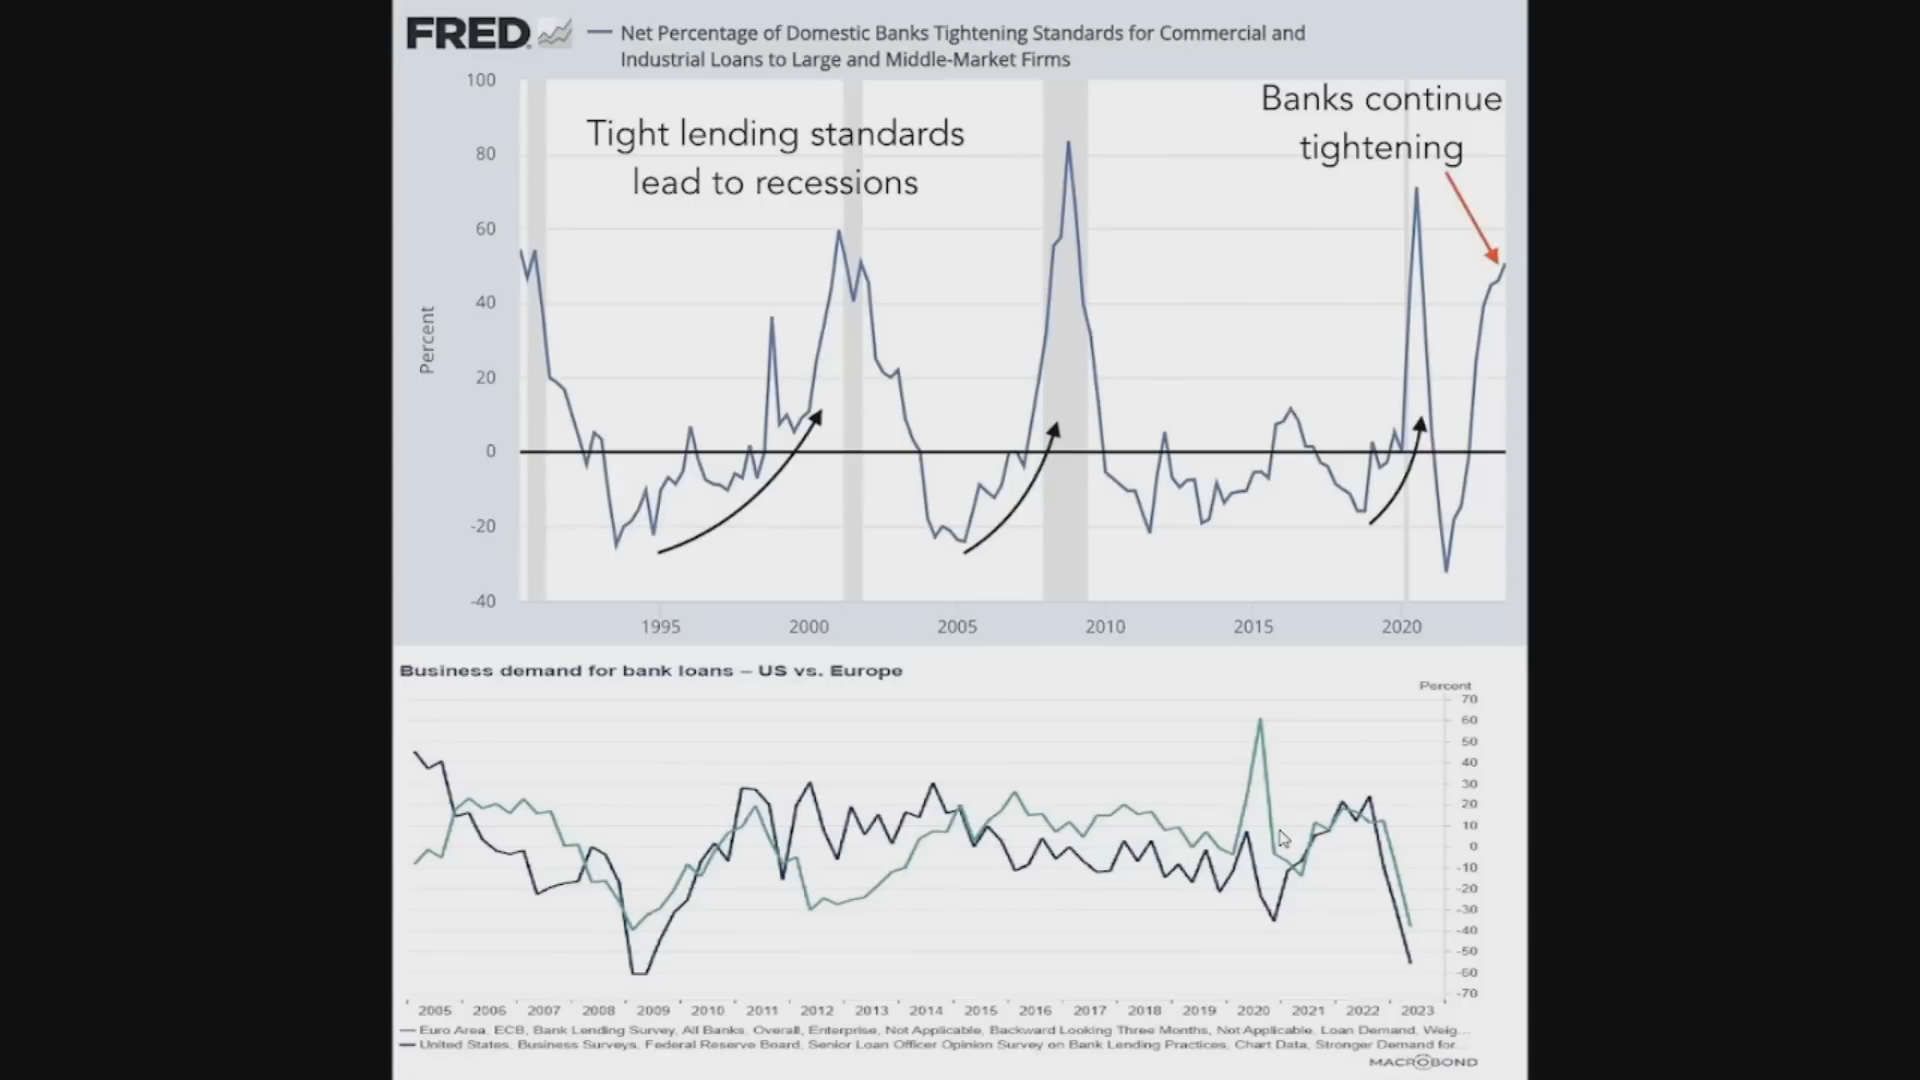 FRED
Net Percentage of Domestic Banks Tightening Standards for Commercial and
Industrial Loans to Large and Middle-Market Firms
100
80
60
40
20
0
-20
-40
Percent
Tight lending standards
lead to recessions
Banks continue
tightening
1995 2000 2005 2010 2015 2020
Business demand for bank loans – US vs. Europe
Percent
70
60
50
40
30
20
10
0
-10
-20
-30
-40
-50
-60
-70
2005 2006 2007 2008 2009 2010 2011 2012 2013 2014 2015 2016 2017 2018 2019 2020 2021 2022 2023
Euro Area, ECB, Bank Lending Survey, All Banks, Overall, Enterprise, Not Applicable, Backward Looking Three Months, Not Applicable, Loan Demand, Weig...
United States, Business Surveys, Federal Reserve Board, Senior Loan Officer Opinion Survey on Bank Lending Practices, Chart Data, Stronger Demand for...
MACROBOND